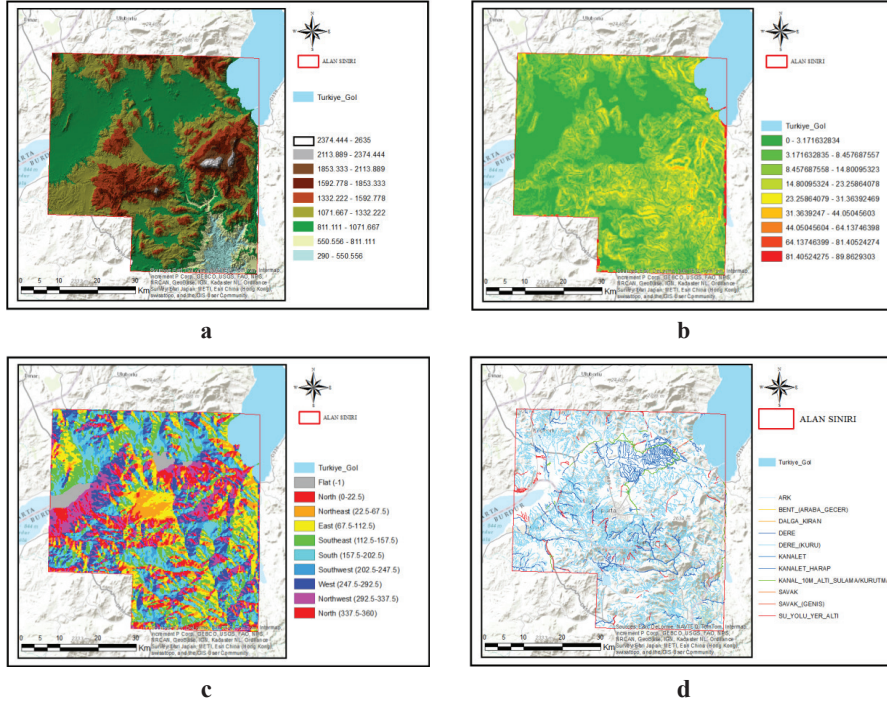 ALAN SINIRI
Turkiye_Gol
2374.444 - 2635
2113.889 - 2374.444
1853.333 - 2113.889
1592.778 - 1853.333
1332.222 - 1592.778
1071.667 - 1332.222
811.111 - 1071.667
550.556 - 811.111
290 - 550.556
0 5 10 20 30
Km
a
ALAN SINIRI
Turkiye_Gol
0 - 3.171632834
3.171632835 - 8.457687557
8.457687558 - 14.80095323
14.80095324 - 23.25864078
23.25864079 - 31.36392469
31.3639247 - 44.05045603
44.05045604 - 64.13746398
64.13746399 - 81.40524274
81.40524275 - 89.8629303
0 5 10 20 30
Km
b
ALAN SINIRI
Turkiye_Gol
Flat (-1)
North (0-22.5)
Northeast (22.5-67.5)
East (67.5-112.5)
Southeast (112.5-157.5)
South (157.5-202.5)
Southwest (202.5-247.5)
West (247.5-292.5)
Northwest (292.5-337.5)
North (337.5-360)
0 5 10 20 30
Km
c
ALAN SINIRI
Turkiye_Gol
ARK
BENT_(ARABA_GECER)
DALGA_KIRAN
DERE
DERE_(KURU)
KANALET
KANALET_HARAP
KANAL_10M_ALTI_SULAMA/KURUTMA
SAVAK
SAVAK_(GENIS)
SU_YOLU_YER_ALTI
0 5 10 20 30
Km
d